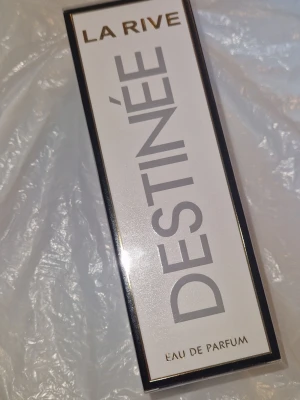 LA RIVE
DESTINÉE
EAU DE PARFUM